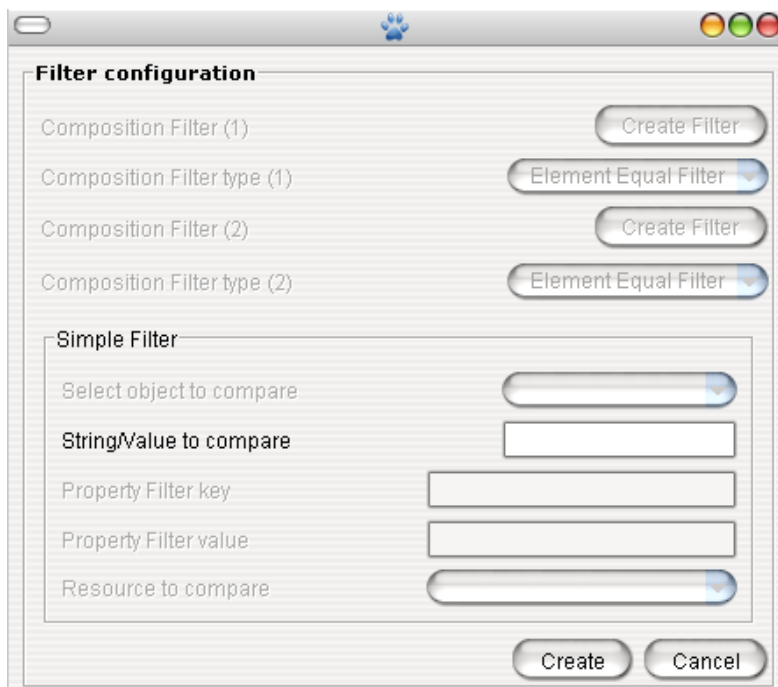 Filter configuration
Composition Filter (1) Create Filter
Composition Filter type (1) Element Equal Filter
Composition Filter (2) Create Filter
Composition Filter type (2) Element Equal Filter
Simple Filter
Select object to compare
String/Value to compare
Property Filter key
Property Filter value
Resource to compare
Create Cancel